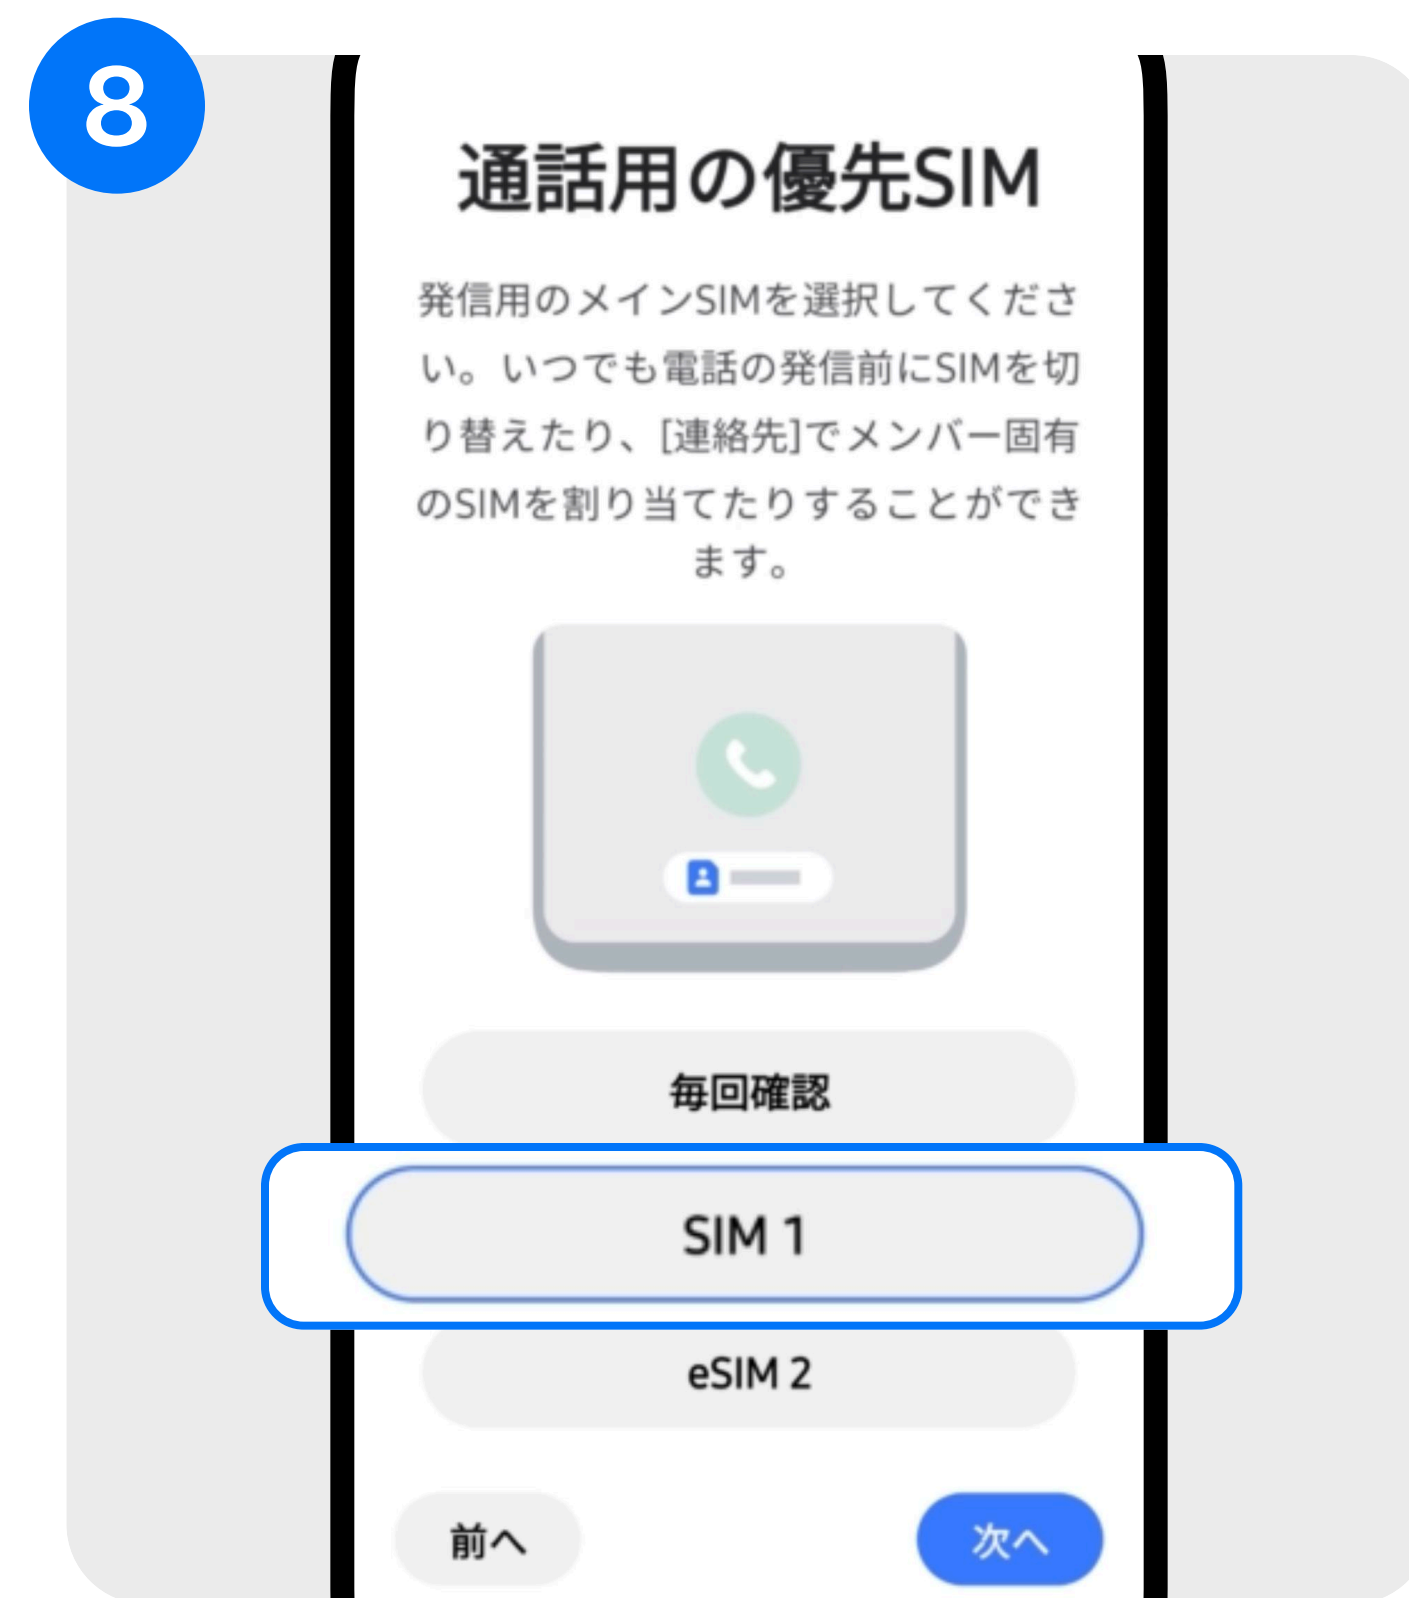 8
通話用の優先SIM
発信用のメインSIMを選択してくださ
い。いつでも電話の発信前にSIMを切
り替えたり、[連絡先]でメンバー固有
のSIMを割り当てたりすることができ
ます。
毎回確認
SIM 1
eSIM 2
前へ
次へ